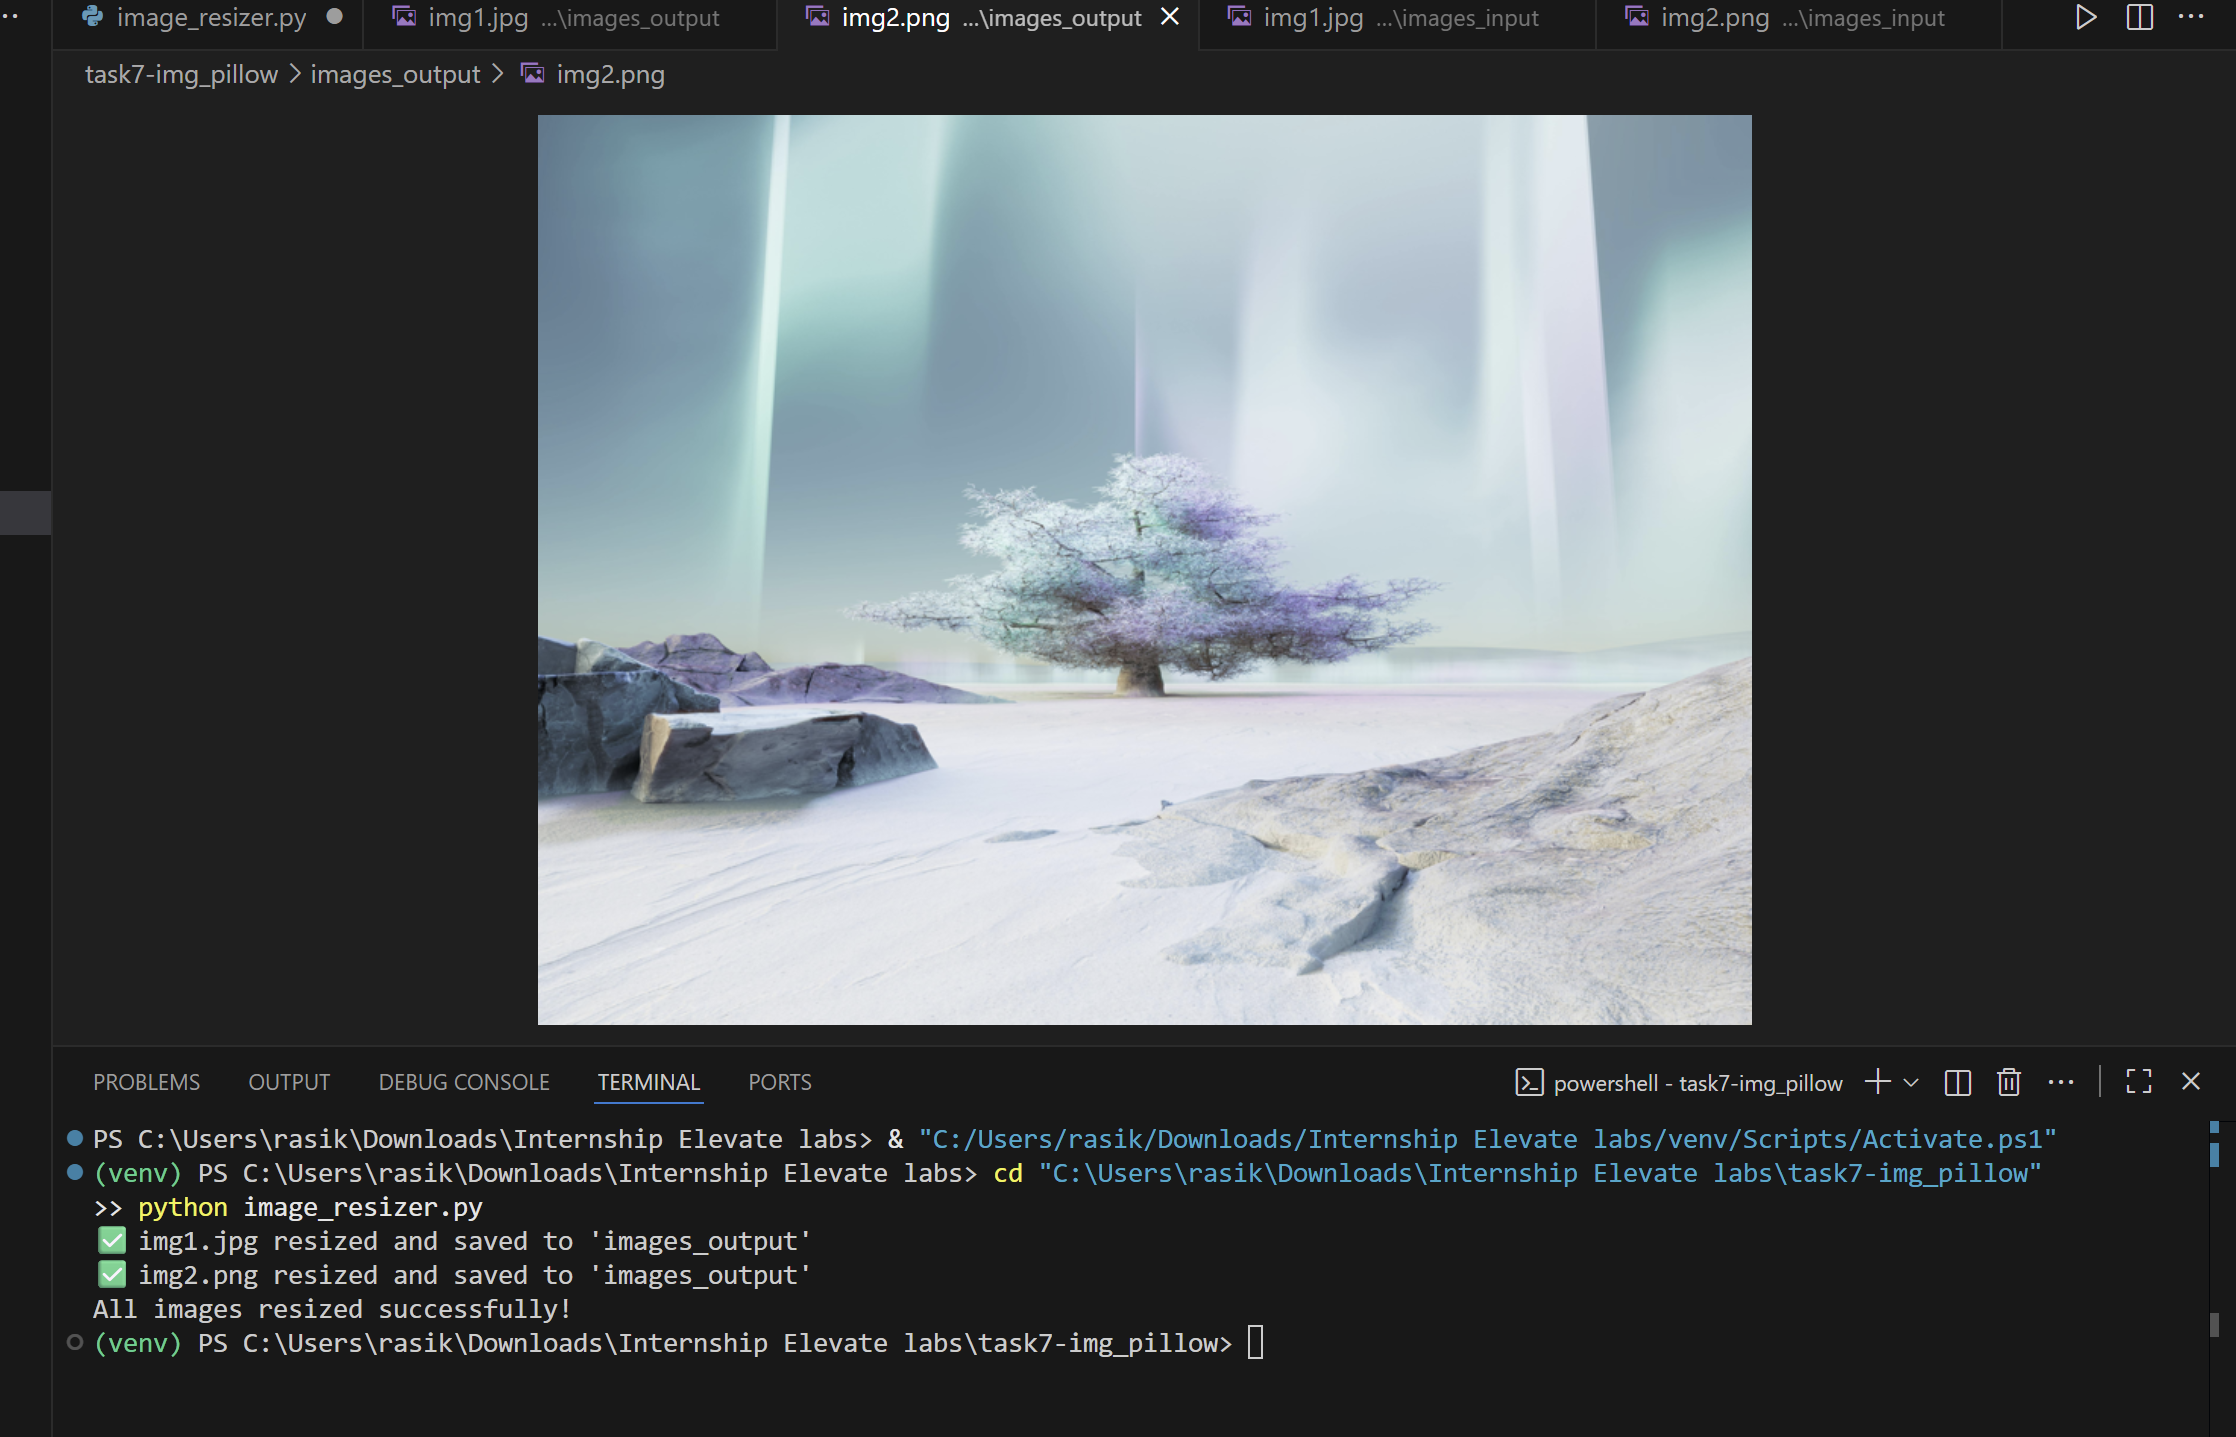 image_resizer.py
img1.jpg ...\images_output
img2.png ...\images_output
img1.jpg ...\images_input
img2.png ...\images_input
task7-img_pillow > images_output > img2.png
PROBLEMS OUTPUT DEBUG CONSOLE TERMINAL PORTS
powershell - task7-img_pillow
PS C:\Users\rasik\Downloads\Internship Elevate labs> & "C:/Users/rasik/Downloads/Internship Elevate labs/venv/Scripts/Activate.ps1"
(venv) PS C:\Users\rasik\Downloads\Internship Elevate labs> cd "C:\Users\rasik\Downloads\Internship Elevate labs\task7-img_pillow"
>> python image_resizer.py
✅ img1.jpg resized and saved to 'images_output'
✅ img2.png resized and saved to 'images_output'
All images resized successfully!
(venv) PS C:\Users\rasik\Downloads\Internship Elevate labs\task7-img_pillow>